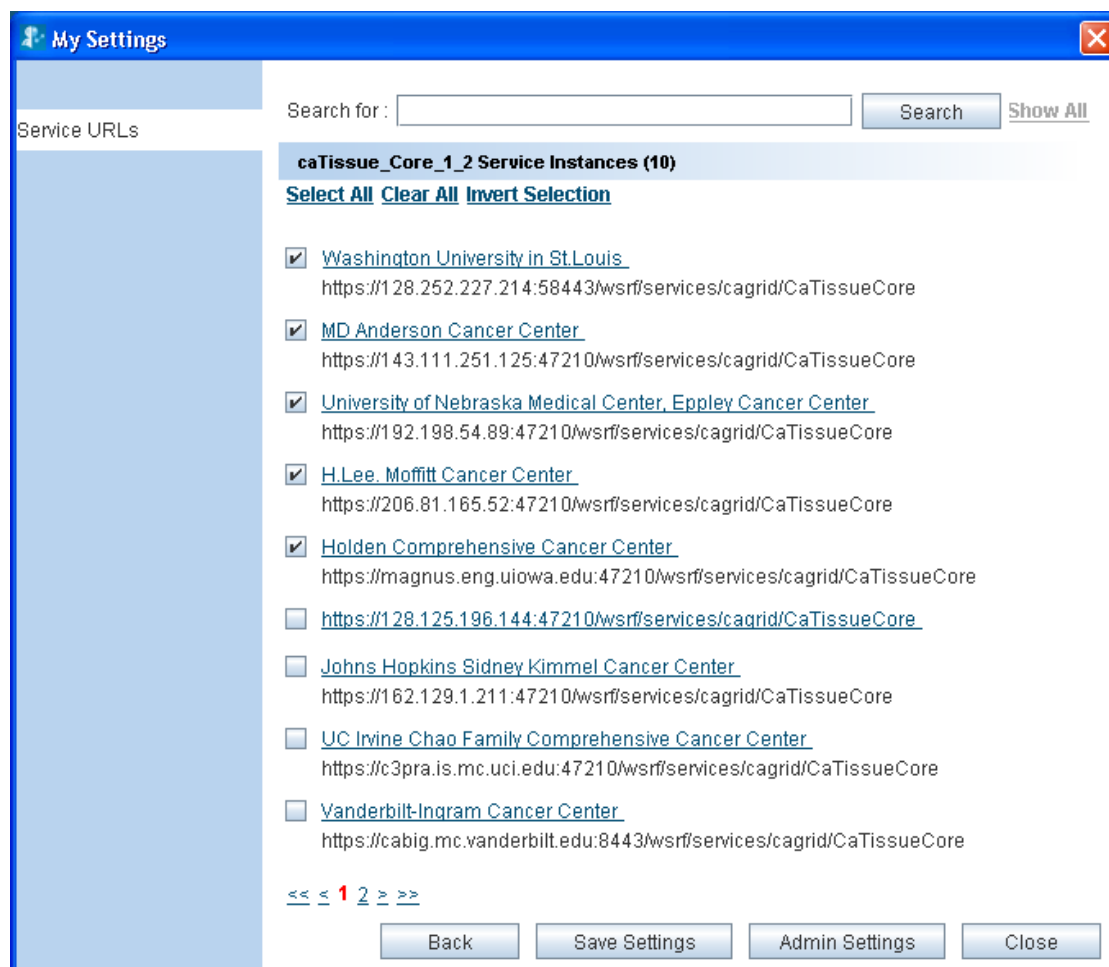 My Settings
Service URLs
Search for :
Search
Show All
caTissue_Core_1_2 Service Instances (10)
Select All Clear All Invert Selection
Washington University in St.Louis
https://128.252.227.214:58443/wsrf/services/cagrid/CaTissueCore
MD Anderson Cancer Center
https://143.111.251.125:47210/wsrf/services/cagrid/CaTissueCore
University of Nebraska Medical Center, Eppley Cancer Center
https://192.198.54.89:47210/wsrf/services/cagrid/CaTissueCore
H.Lee. Moffitt Cancer Center
https://206.81.165.52:47210/wsrf/services/cagrid/CaTissueCore
Holden Comprehensive Cancer Center
https://magnus.eng.uiowa.edu:47210/wsrf/services/cagrid/CaTissueCore
https://128.125.196.144:47210/wsrf/services/cagrid/CaTissueCore
Johns Hopkins Sidney Kimmel Cancer Center
https://162.129.1.211:47210/wsrf/services/cagrid/CaTissueCore
UC Irvine Chao Family Comprehensive Cancer Center
https://c3pra.is.mc.uci.edu:47210/wsrf/services/cagrid/CaTissueCore
Vanderbilt-Ingram Cancer Center
https://cabig.mc.vanderbilt.edu:8443/wsrf/services/cagrid/CaTissueCore
<< < 1 2 > >>
Back Save Settings Admin Settings Close